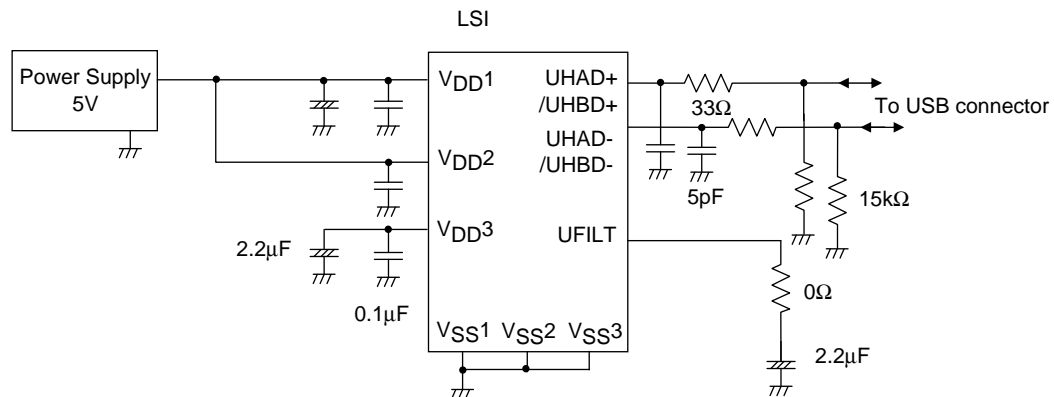 LSI
Power Supply
5V
VDD1
UHAD+
/UHBD+
33Ω
To USB connector
UHAD-
/UHBD-
VDD2
5pF
15kΩ
VDD3
UFILT
2.2μF
0Ω
0.1μF
VSS1 VSS2 VSS3
2.2μF